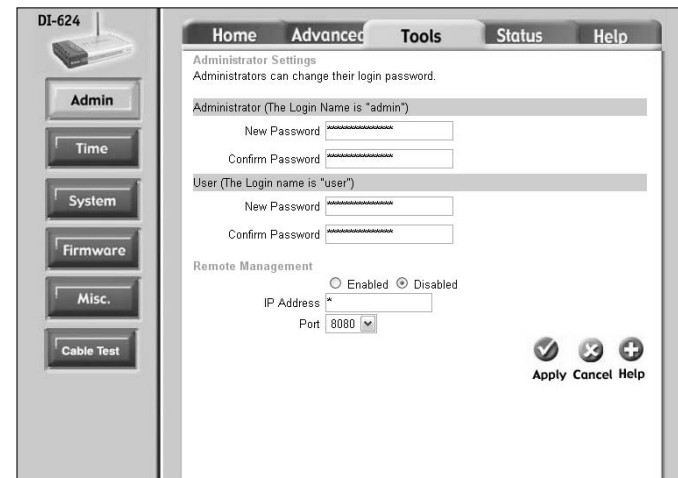 DI-624
Home Advanced Tools Status Help
Admin
Time
System
Firmware
Misc.
Cable Test
Administrator Settings
Administrators can change their login password.
Administrator (The Login Name is "admin")
New Password ***************
Confirm Password ***************
User (The Login name is "user")
New Password ***************
Confirm Password ***************
Remote Management
Enabled Disabled
IP Address *
Port 8080
Apply Cancel Help